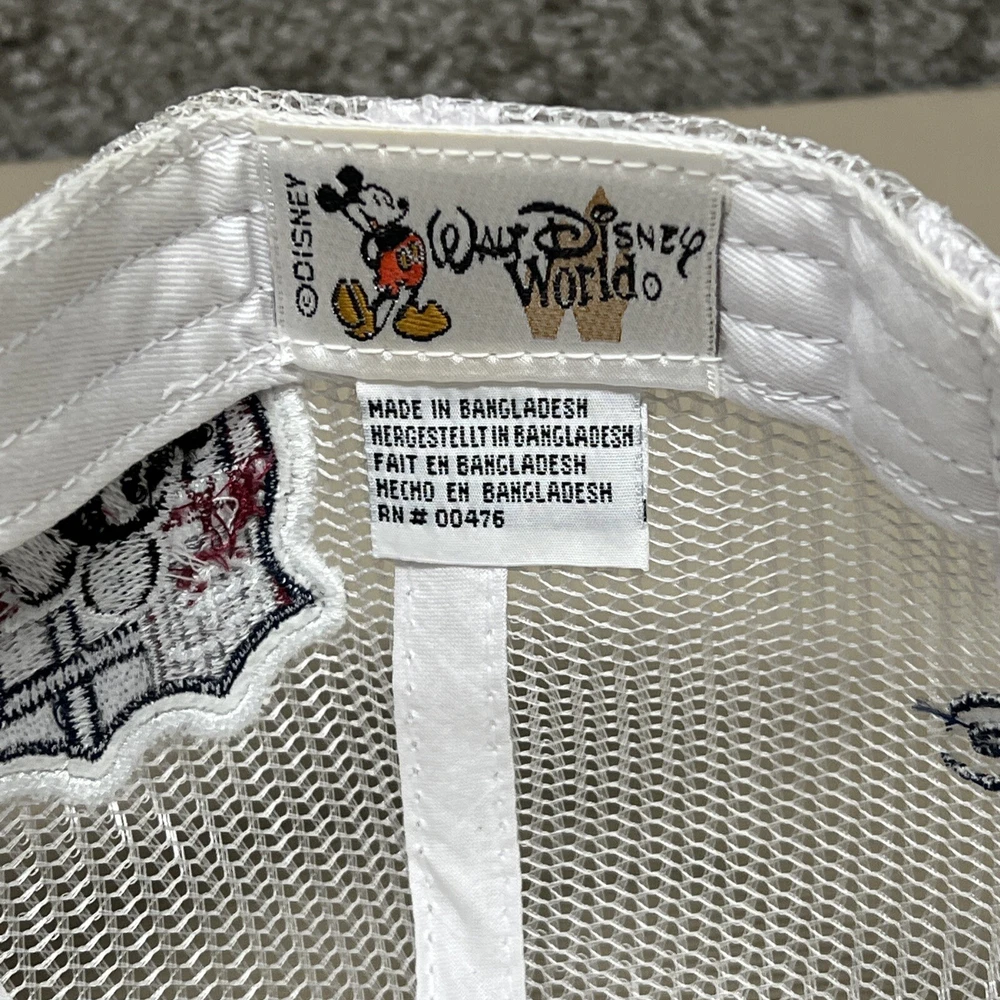 ©DISNEY
WALT DISNEY
World
MADE IN BANGLADESH
HERGESTELLT IN BANGLADESH
FAIT EN BANGLADESH
HECHO EN BANGLADESH
RN # 00476